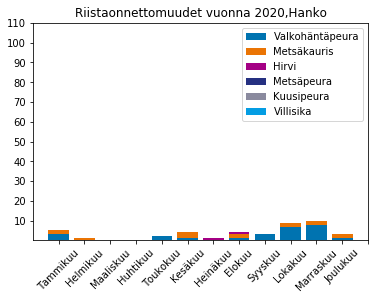 Riistaonnettomuudet vuonna 2020,Hanko
110
100
90
80
70
60
50
40
30
20
10
Valkohäntäpeura
Metsäkauris
Hirvi
Metsäpeura
Kuusipeura
Villisika
Tammikuu
Helmikuu
Maaliskuu
Huhtikuu
Toukokuu
Kesäkuu
Heinäkuu
Elokuu
Syyskuu
Lokakuu
Marraskuu
Joulukuu